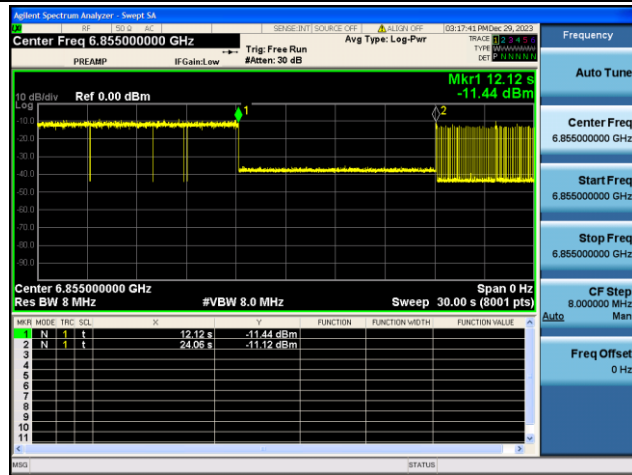 Agilent Spectrum Analyzer - Swept SA
RF 50 Ω AC SENSE:INT SOURCE OFF ALIGN OFF 03:17:41 PM Dec 29, 2023
Center Freq 6.855000000 GHz Avg Type: Log-Pwr TRACE 1 2 3 4 5 6
Trig: Free Run TYPE
PREAMP IFGain:Low #Atten: 30 dB DET P N N N N N
Mkr1 12.12 s
10 dB/div Ref 0.00 dBm -11.44 dBm
Log
-10.0
-20.0
-30.0
-40.0
-50.0
-60.0
-70.0
-80.0
-90.0
1
2
Center 6.855000000 GHz Span 0 Hz
Res BW 8 MHz #VBW 8.0 MHz Sweep 30.00 s (8001 pts)
MKR MODE TRC SCL X Y FUNCTION FUNCTION WIDTH FUNCTION VALUE
1 N 1 t 12.12 s -11.44 dBm
2 N 1 t 24.06 s -11.12 dBm
3
4
5
6
7
8
9
10
11
MSG STATUS
Frequency
Auto Tune
Center Freq
6.855000000 GHz
Start Freq
6.855000000 GHz
Stop Freq
6.855000000 GHz
CF Step
8.000000 MHz
Auto Man
Freq Offset
0 Hz